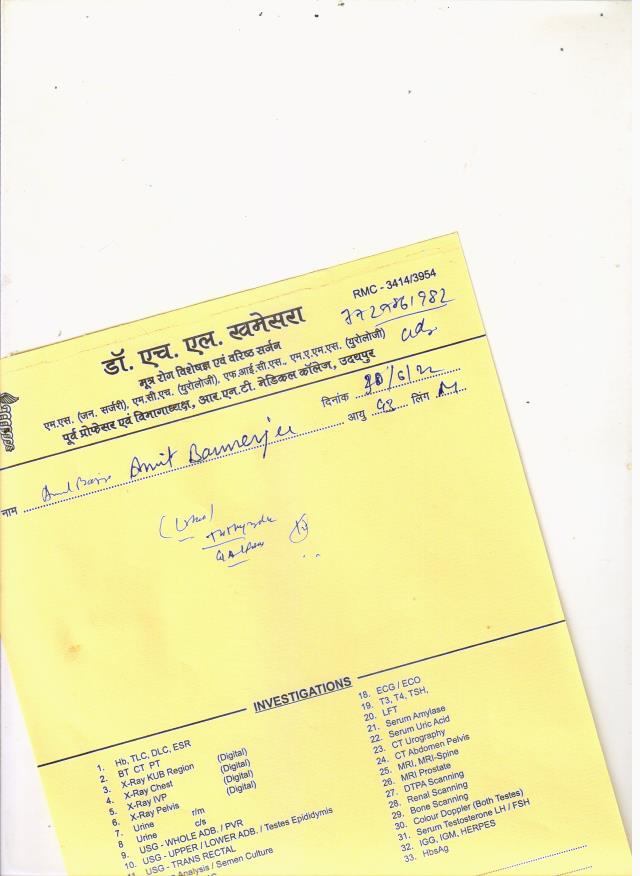 RMC - 3414/3954
डॉ. एच. एल. खमेसरा
मूत्र रोग विशेषज्ञ एवं वरिष्ठ सर्जन
एम.एस. (जन. सर्जरी), एम.सी.एच. (युरोलोजी), एफ.आई.सी.एस., एम.ए.एम.एस. (युरोलोजी)
पूर्व प्रोफेसर एवं विभागाध्यक्ष, आर.एन.टी. मेडिकल कॉलेज, उदयपुर
दिनांक
नाम Amit Bannerjee आयु लिंग M
INVESTIGATIONS
1. Hb, TLC, DLC, ESR
2. BT CT PT
3. X-Ray KUB Region (Digital)
4. X-Ray Chest (Digital)
5. X-Ray IVP (Digital)
6. X-Ray Pelvis (Digital)
7. Urine r/m
8 Urine c/s
9. USG - WHOLE ADB. / PVR
10. USG - UPPER / LOWER ADB. / Testes Epididymis
USG - TRANS RECTAL
Analysis / Semen Culture
18. ECG / ECO
19. T3, T4, TSH,
20. LFT
21. Serum Amylase
22. Serum Uric Acid
23. CT Urography
24. CT Abdomen Pelvis
25. MRI, MRI-Spine
26. MRI Prostate
27. DTPA Scanning
28. Renal Scanning
29. Bone Scanning
30. Colour Doppler (Both Testes)
31. Serum Testosterone LH / FSH
32. IGG, IGM, HERPES
33. HbsAg